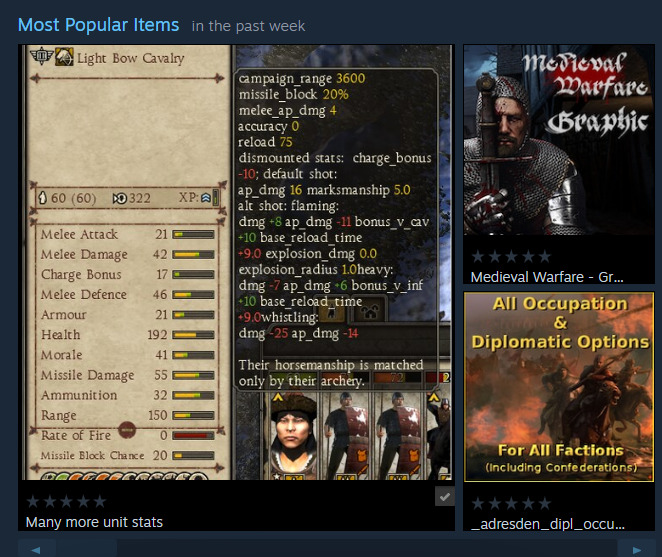 Most Popular Items in the past week
Light Bow Cavalry
60 (60) 322 XP:
Melee Attack 21
Melee Damage 42
Charge Bonus 17
Melee Defence 46
Armour 21
Health 192
Morale 41
Missile Damage 55
Ammunition 32
Range 150
Rate of Fire 0
Missile Block Chance 20
campaign_range 3600
missile_block 20%
melee_ap_dmg 4
accuracy 0
reload 75
dismounted stats: charge_bonus
-10; default shot:
ap_dmg 16 marksmanship 5.0
alt shot: flaming:
dmg +8 ap_dmg -11 bonus_v_cav
+10 base_reload_time
+9.0 explosion_dmg 0.0
explosion_radius 1.0heavy:
dmg -7 ap_dmg +6 bonus_v_inf
+10 base_reload_time
+9.0whistling:
dmg -25 ap_dmg -14
Their horsemanship is matched
only by their archery.
Many more unit stats
Medieval
Warfare
Graphic
Medieval Warfare - Gr...
All Occupation
&
Diplomatic Options
For All Factions
(Including Confederations)
_adresden_dipl_occu...